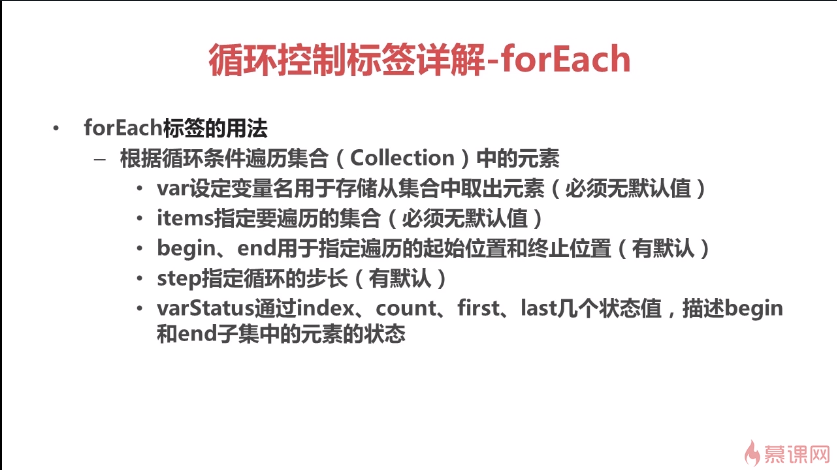 循环控制标签详解-forEach
• forEach标签的用法
– 根据循环条件遍历集合（Collection）中的元素
• var设定变量名用于存储从集合中取出元素（必须无默认值）
• items指定要遍历的集合（必须无默认值）
• begin、end用于指定遍历的起始位置和终止位置（有默认）
• step指定循环的步长（有默认）
• varStatus通过index、count、first、last几个状态值，描述begin
和end子集中的元素的状态
慕课网